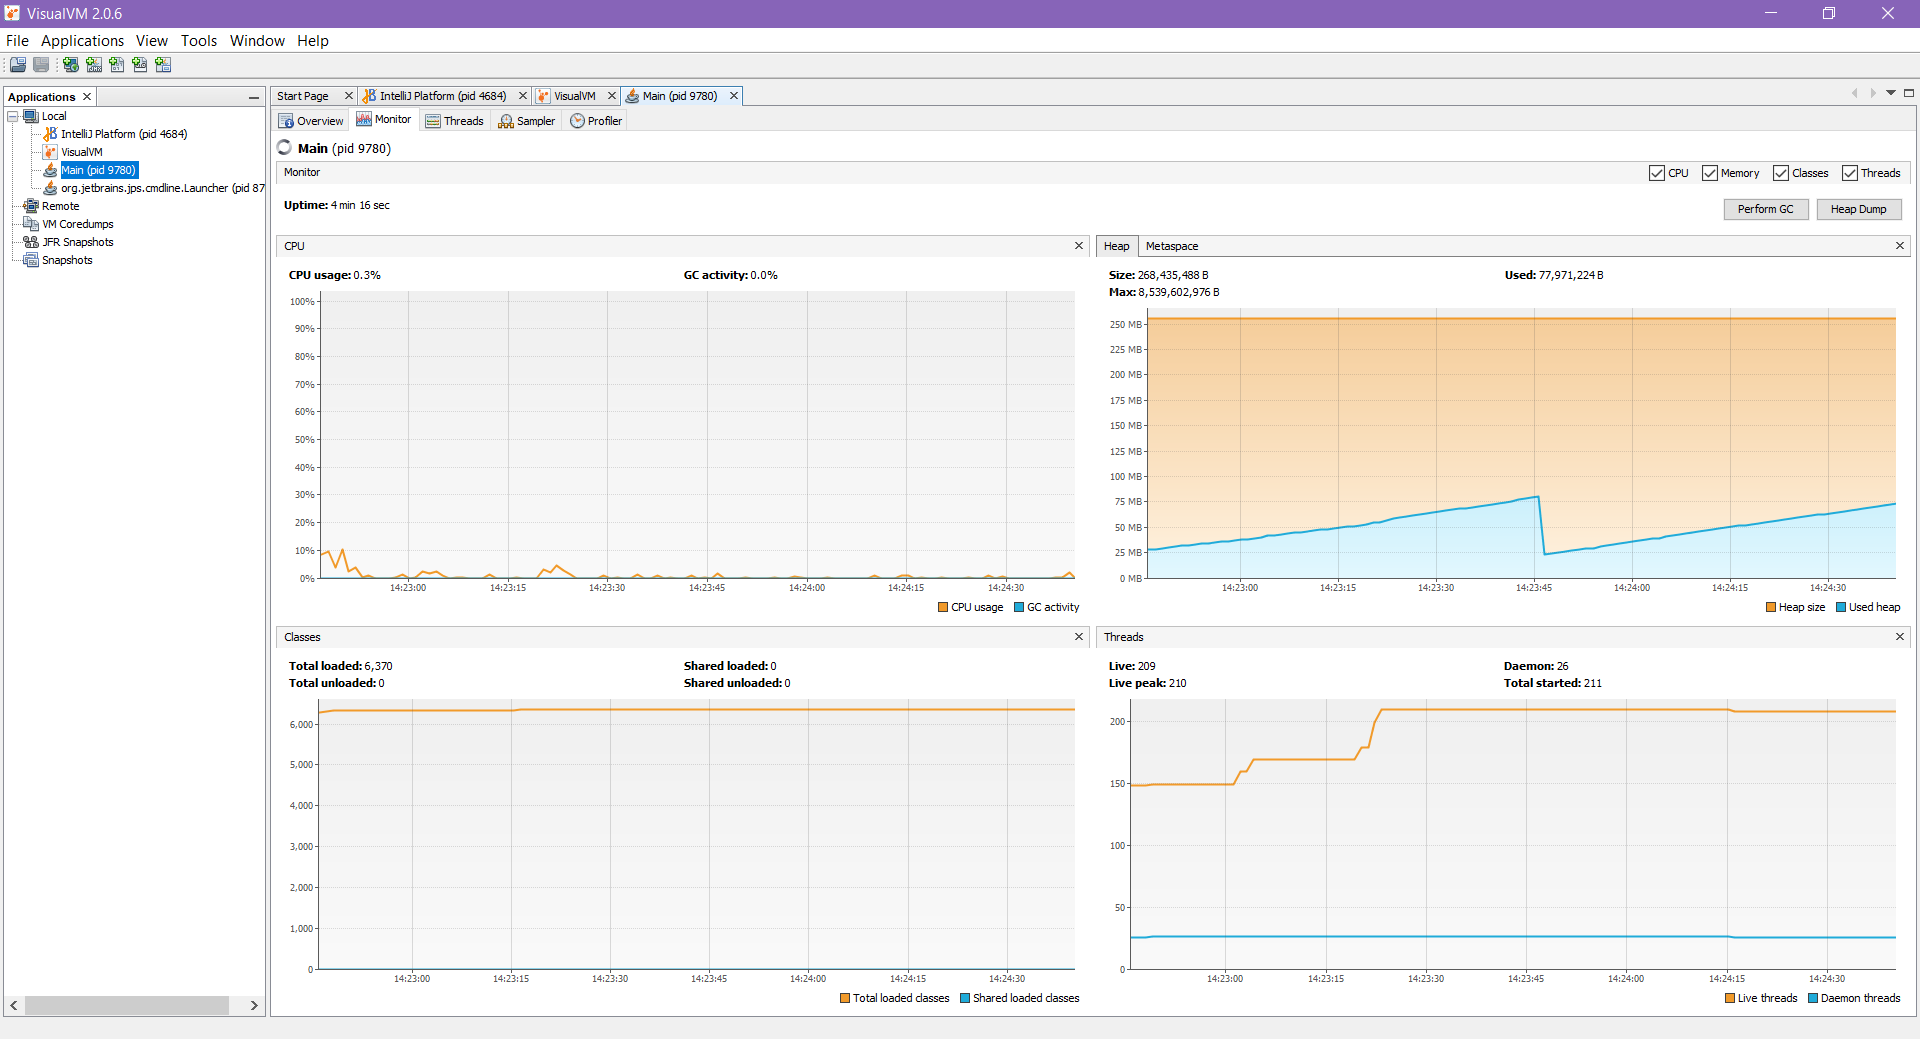 VisualVM 2.0.6
File Applications View Tools Window Help
Applications
Local
IntelliJ Platform (pid 4684)
VisualVM
Main (pid 9780)
org.jetbrains.jps.cmdline.Launcher (pid 87
Remote
VM Coredumps
JFR Snapshots
Snapshots
Start Page IntelliJ Platform (pid 4684) VisualVM Main (pid 9780)
Overview Monitor Threads Sampler Profiler
Main (pid 9780)
Monitor CPU Memory Classes Threads
Uptime: 4 min 16 sec
Perform GC Heap Dump
CPU
CPU usage: 0.3% GC activity: 0.0%
100%
90%
80%
70%
60%
50%
40%
30%
20%
10%
0%
14:23:00 14:23:15 14:23:30 14:23:45 14:24:00 14:24:15 14:24:30
CPU usage GC activity
Heap Metaspace
Size: 268,435,488 B Used: 77,971,224 B
Max: 8,539,602,976 B
250 MB
225 MB
200 MB
175 MB
150 MB
125 MB
100 MB
75 MB
50 MB
25 MB
0 MB
14:23:00 14:23:15 14:23:30 14:23:45 14:24:00 14:24:15 14:24:30
Heap size Used heap
Classes
Total loaded: 6,370 Shared loaded: 0
Total unloaded: 0 Shared unloaded: 0
6,000
5,000
4,000
3,000
2,000
1,000
0
14:23:00 14:23:15 14:23:30 14:23:45 14:24:00 14:24:15 14:24:30
Total loaded classes Shared loaded classes
Threads
Live: 209 Daemon: 26
Live peak: 210 Total started: 211
200
150
100
50
0
14:23:00 14:23:15 14:23:30 14:23:45 14:24:00 14:24:15 14:24:30
Live threads Daemon threads